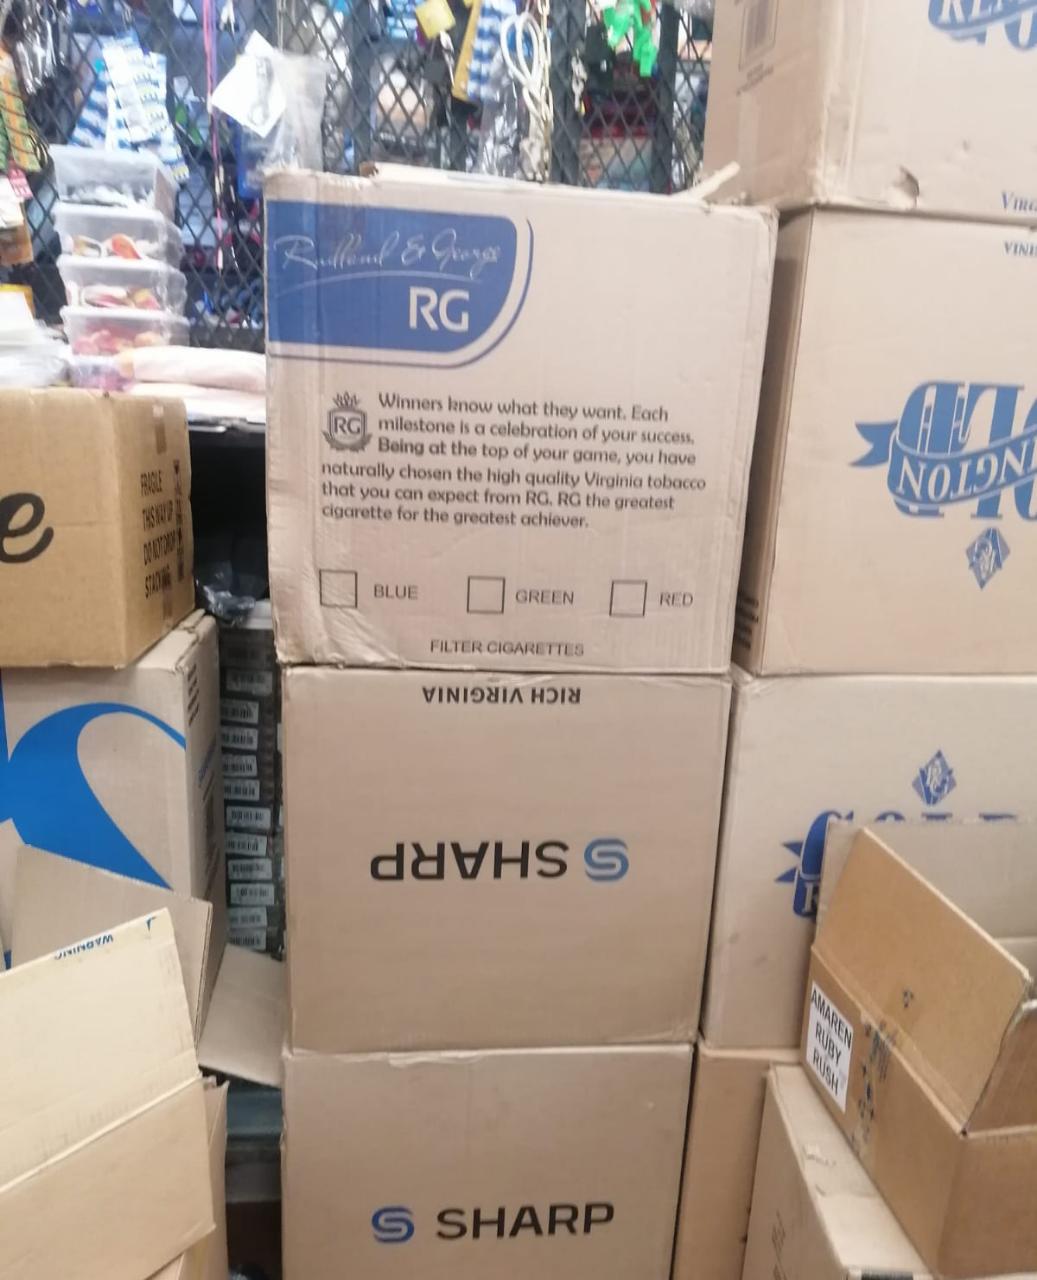 Rudland & George
RG
RG
Winners know what they want. Each
milestone is a celebration of your success.
Being at the top of your game, you have
naturally chosen the high quality Virginia tobacco
that you can expect from RG. RG the greatest
cigarette for the greatest achiever.
BLUE
GREEN
RED
FILTER CIGARETTES
RICH VIRGINIA
SHARP
SHARP
e
FRAGILE
THIS WAY UP
DO NOT DROP
WARNING
AMAREN
RUBY
RUSH